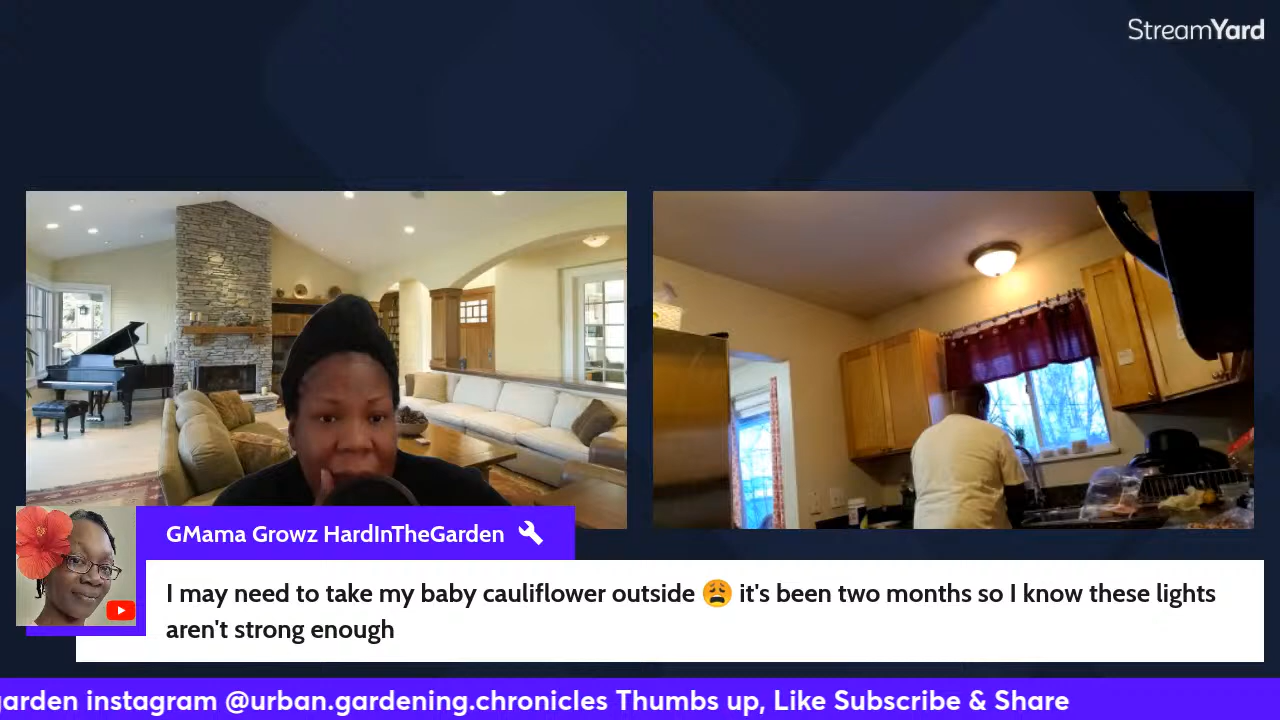 StreamYard
GMama Growz HardInTheGarden
I may need to take my baby cauliflower outside 😩 it's been two months so I know these lights
aren't strong enough
garden instagram @urban.gardening.chronicles Thumbs up, Like Subscribe & Share